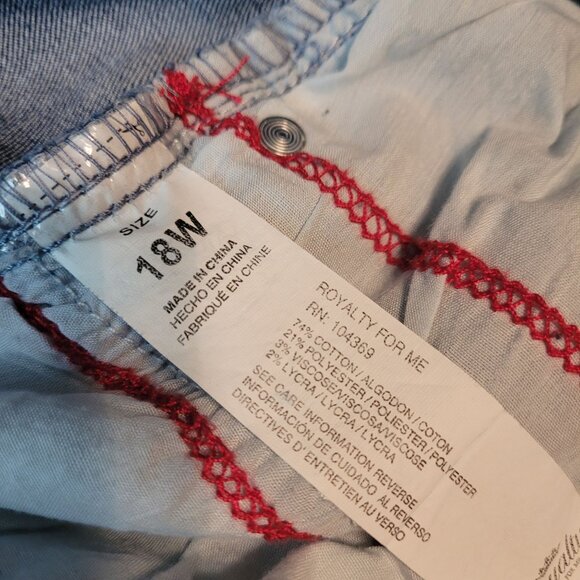 SIZE
18W
MADE IN CHINA
HECHO EN CHINA
FABRIQUÉ EN CHINE
ROYALTY FOR ME
RN: 104369
74% COTTON / ALGODON / COTON
21% POLYESTER/POLIESTER / POLYESTER
3% VISCOSE/VISCOSA/VISCOSE
2% LYCRA / LYCRA / LYCRA
SEE CARE INFORMATION REVERSE
INFORMACIÓN DE CUIDADO AL REVERSO
DIRECTIVES D'ENTRETIEN AU VERSO